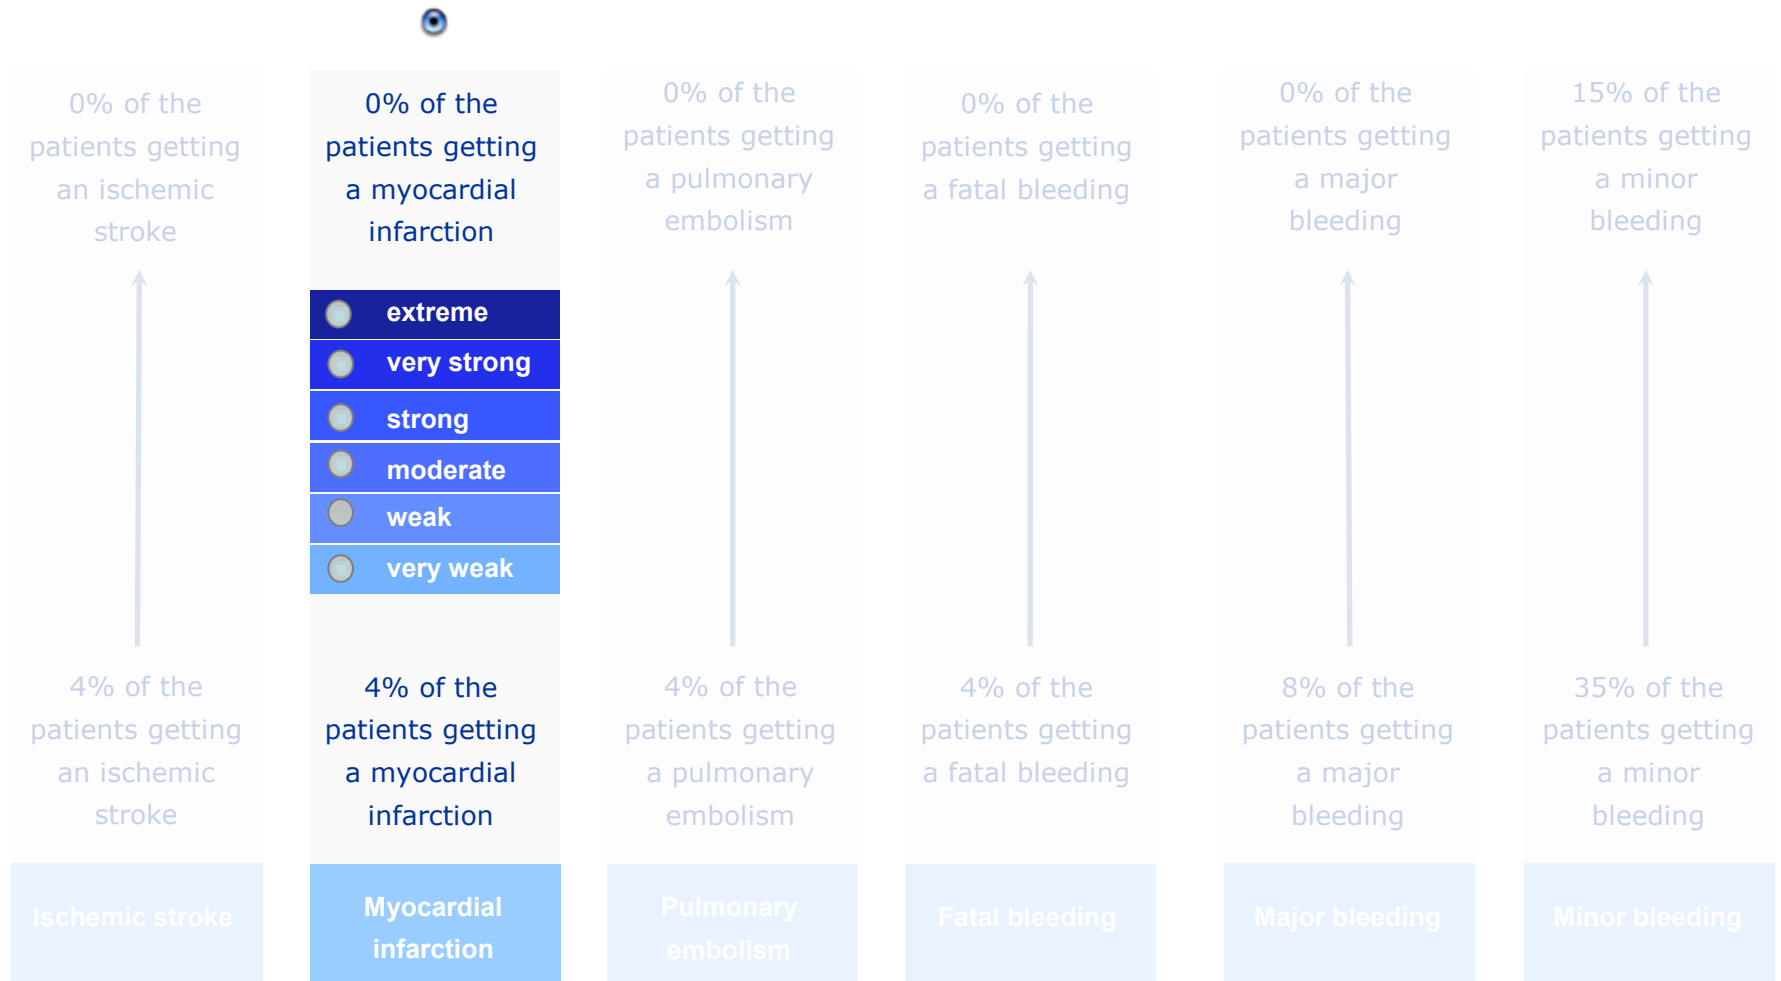 0% of the
patients getting
an ischemic
stroke
4% of the
patients getting
an ischemic
stroke
Ischemic stroke
0% of the
patients getting
a myocardial
infarction
extreme
very strong
strong
moderate
weak
very weak
4% of the
patients getting
a myocardial
infarction
Myocardial
infarction
0% of the
patients getting
a pulmonary
embolism
4% of the
patients getting
a pulmonary
embolism
Pulmonary
embolism
0% of the
patients getting
a fatal bleeding
4% of the
patients getting
a fatal bleeding
Fatal bleeding
0% of the
patients getting
a major
bleeding
8% of the
patients getting
a major
bleeding
Major bleeding
15% of the
patients getting
a minor
bleeding
35% of the
patients getting
a minor
bleeding
Minor bleeding